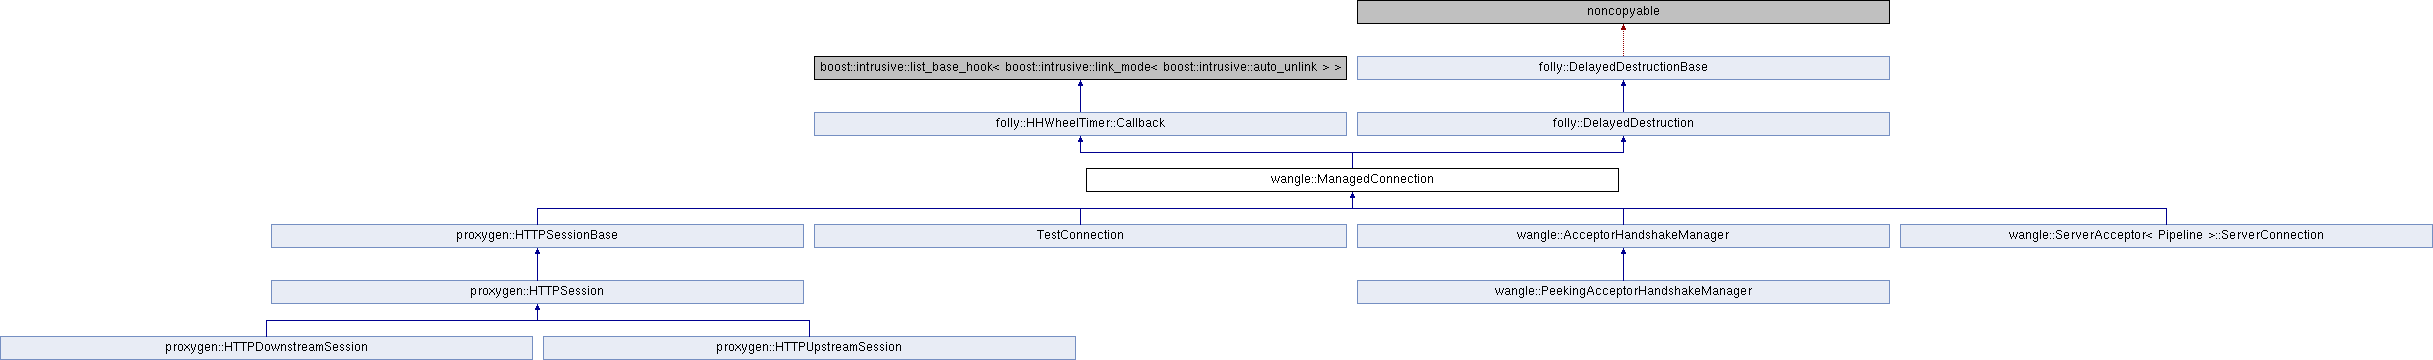 noncopyable
boost::intrusive::list_base_hook< boost::intrusive::link_mode< boost::intrusive::auto_unlink > >
folly::DelayedDestructionBase
folly::HHWheelTimer::Callback
folly::DelayedDestruction
wangle::ManagedConnection
proxygen::HTTPSessionBase
TestConnection
wangle::AcceptorHandshakeManager
wangle::ServerAcceptor< Pipeline >::ServerConnection
proxygen::HTTPSession
wangle::PeekingAcceptorHandshakeManager
proxygen::HTTPDownstreamSession
proxygen::HTTPUpstreamSession